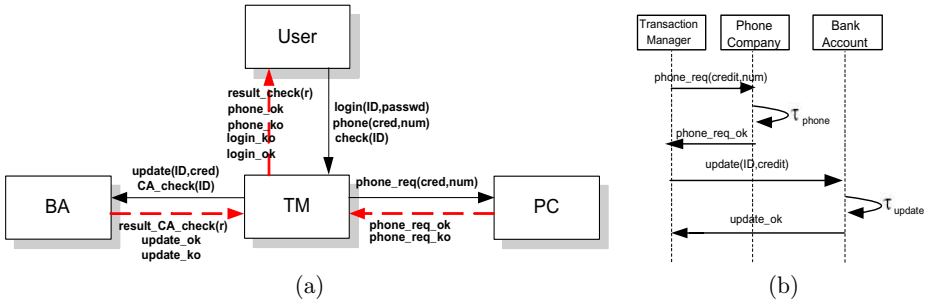 User
result_check(r)
phone_ok
phone_ko
login_ko
login_ok
login(ID,passwd)
phone(cred,num)
check(ID)
update(ID,cred)
CA_check(ID)
phone_req(cred,num)
BA
TM
PC
result_CA_check(r)
update_ok
update_ko
phone_req_ok
phone_req_ko
(a)
Transaction
Manager
Phone
Company
Bank
Account
phone_req(credit,num)
τ phone
phone_req_ok
update(ID,credit)
τ update
update_ok
(b)